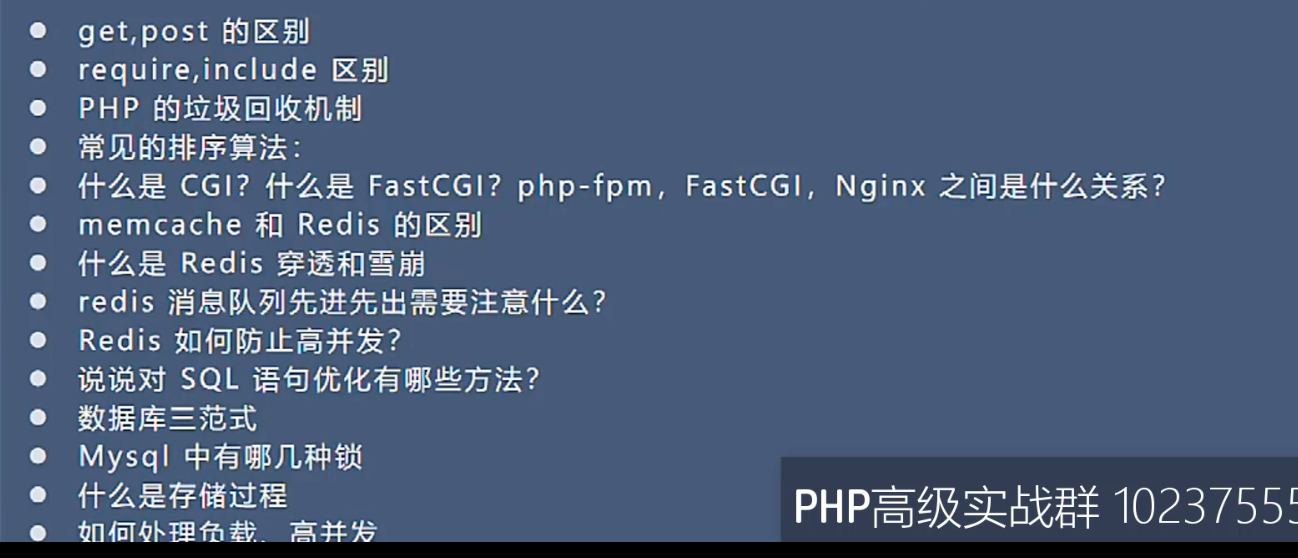 ● get,post 的区别
● require,include 区别
● PHP 的垃圾回收机制
● 常见的排序算法：
● 什么是 CGI？什么是 FastCGI？php-fpm，FastCGI，Nginx 之间是什么关系？
● memcache 和 Redis 的区别
● 什么是 Redis 穿透和雪崩
● redis 消息队列先进先出需要注意什么？
● Redis 如何防止高并发？
● 说说对 SQL 语句优化有哪些方法？
● 数据库三范式
● Mysql 中有哪几种锁
● 什么是存储过程
● 如何处理负载、高并发
PHP高级实战群 10237555